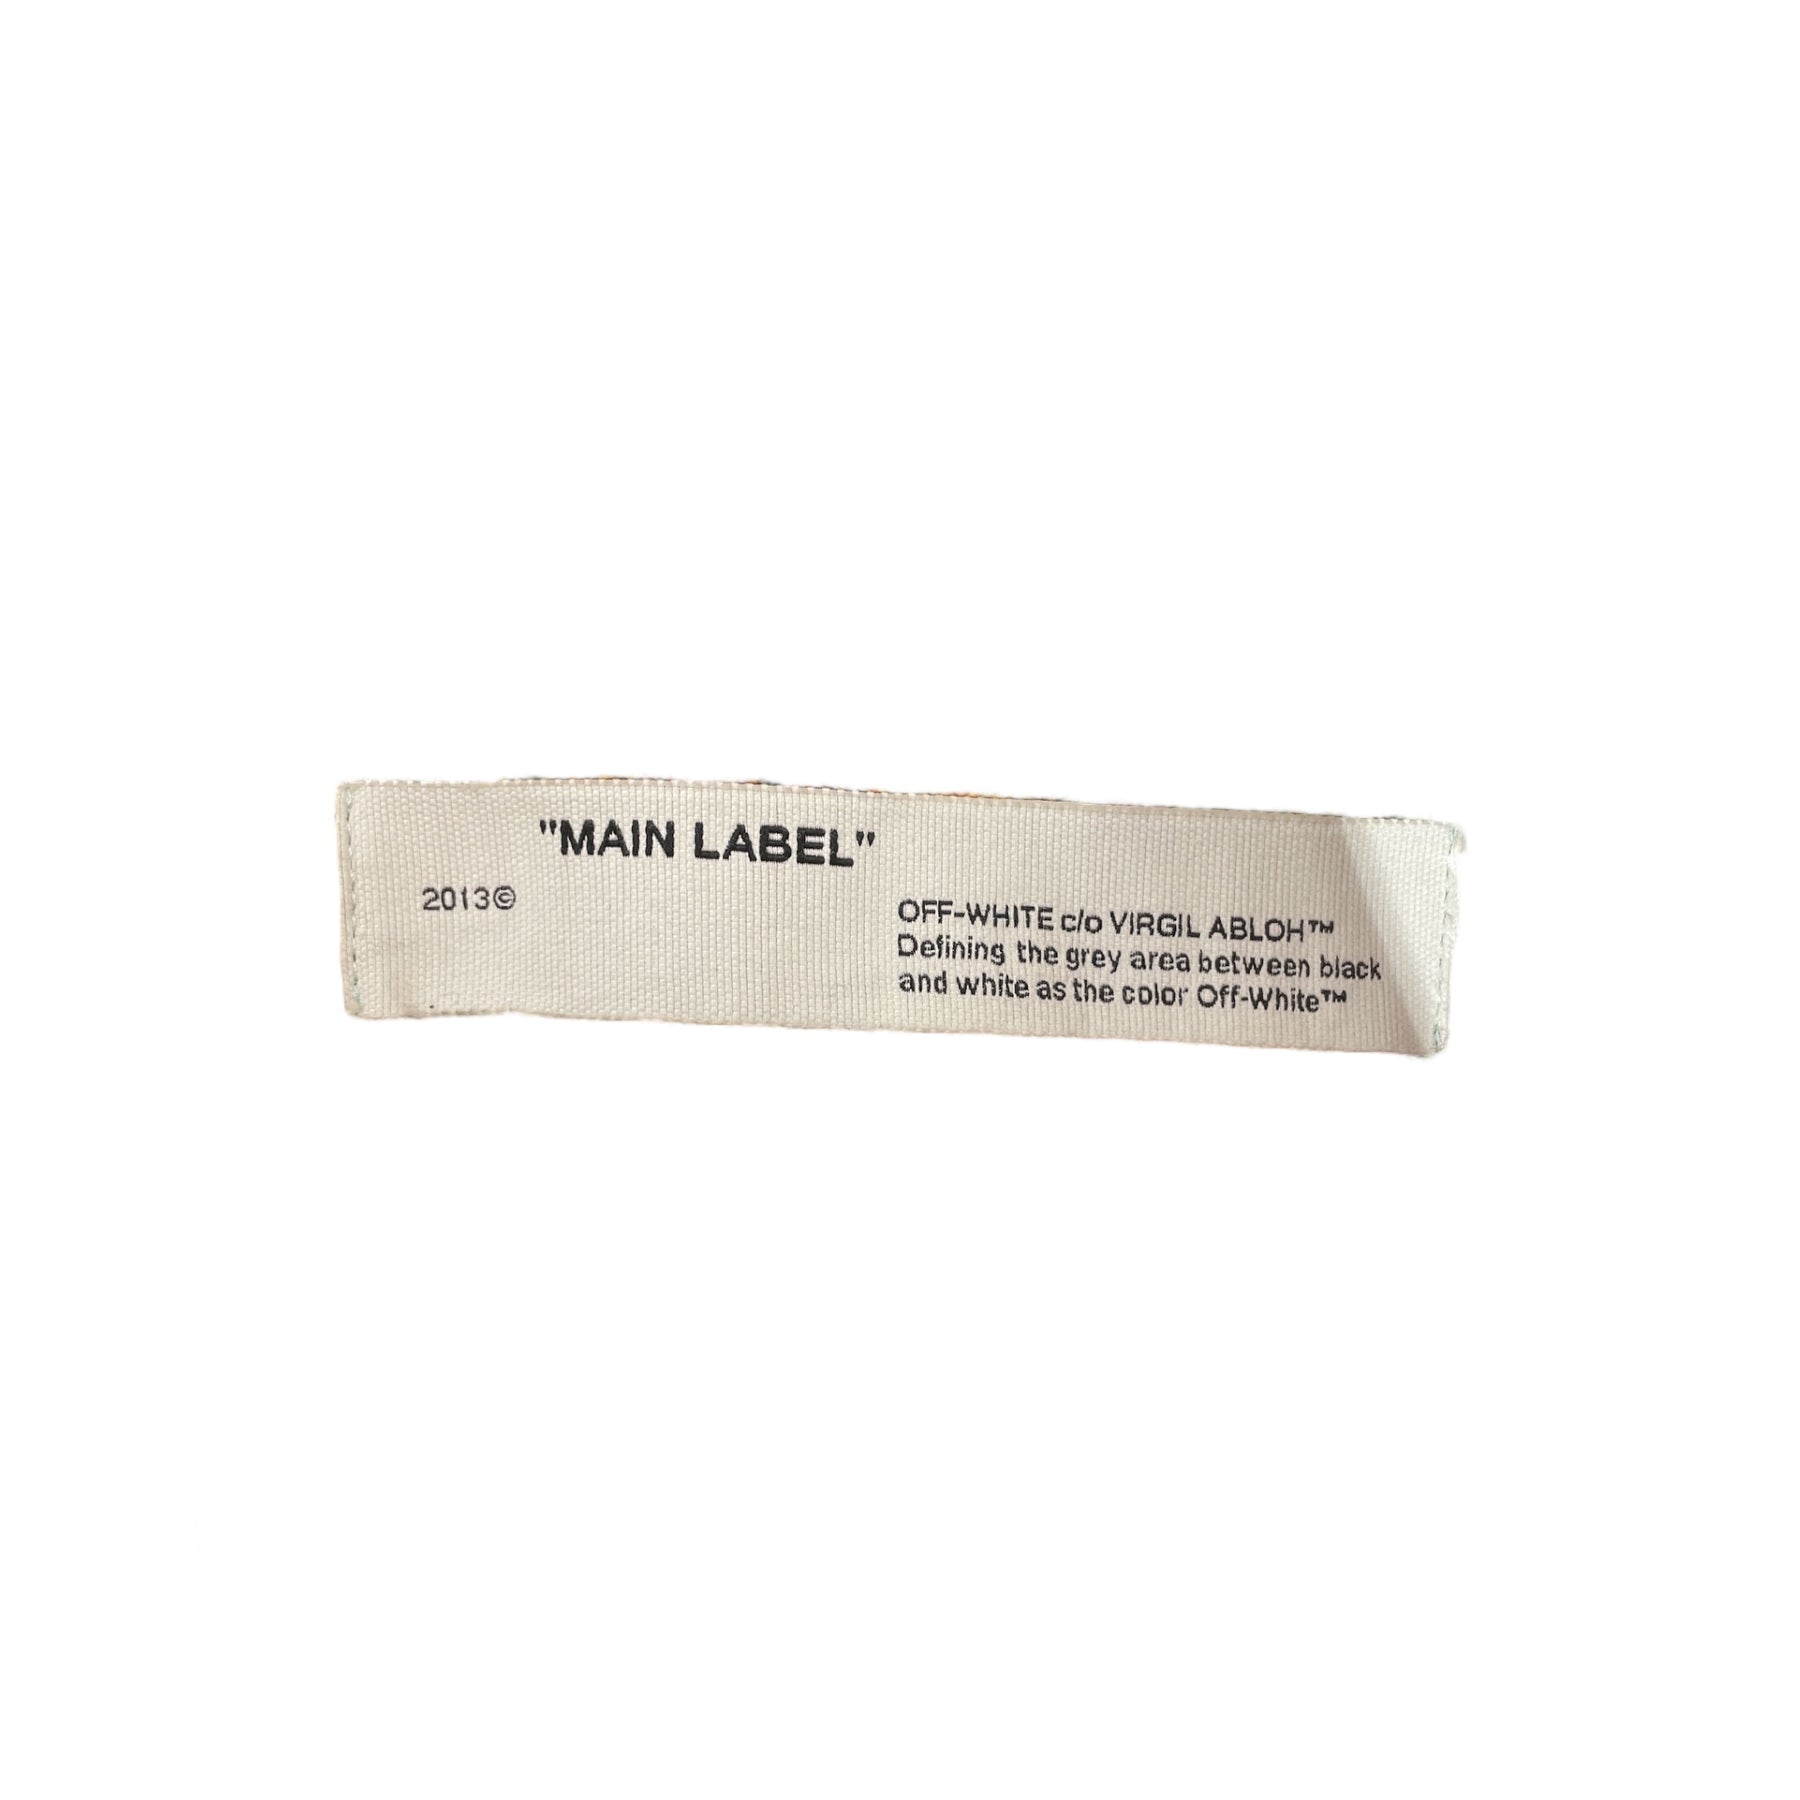 "MAIN LABEL"
2013©
OFF-WHITE c/o VIRGIL ABLOH™
Defining the grey area between black
and white as the color Off-White™